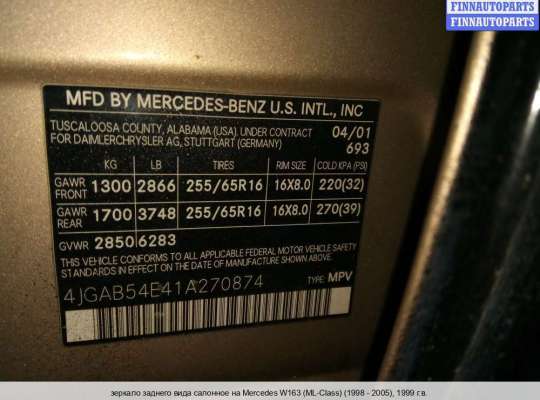 FINNAUTOPARTS
FINNAUTOPARTS
MFD BY MERCEDES-BENZ U.S. INTL., INC
TUSCALOOSA COUNTY, ALABAMA (USA). UNDER CONTRACT 04/01
FOR DAIMLERCHRYSLER AG, STUTTGART (GERMANY) 693
KG LB TIRES RIM SIZE COLD KPA (PSI)
GAWR FRONT 1300 2866 255/65R16 16X8.0 220(32)
GAWR REAR 1700 3748 255/65R16 16X8.0 270(39)
GVWR 2850 6283
THIS VEHICLE CONFORMS TO ALL APPLICABLE FEDERAL MOTOR VEHICLE SAFETY
STANDARDS IN EFFECT ON THE DATE OF MANUFACTURE SHOWN ABOVE.
4JGAB54E41A270874 TYPE: MPV
зеркало заднего вида салонное на Mercedes W163 (ML-Class) (1998 - 2005), 1999 г.в.